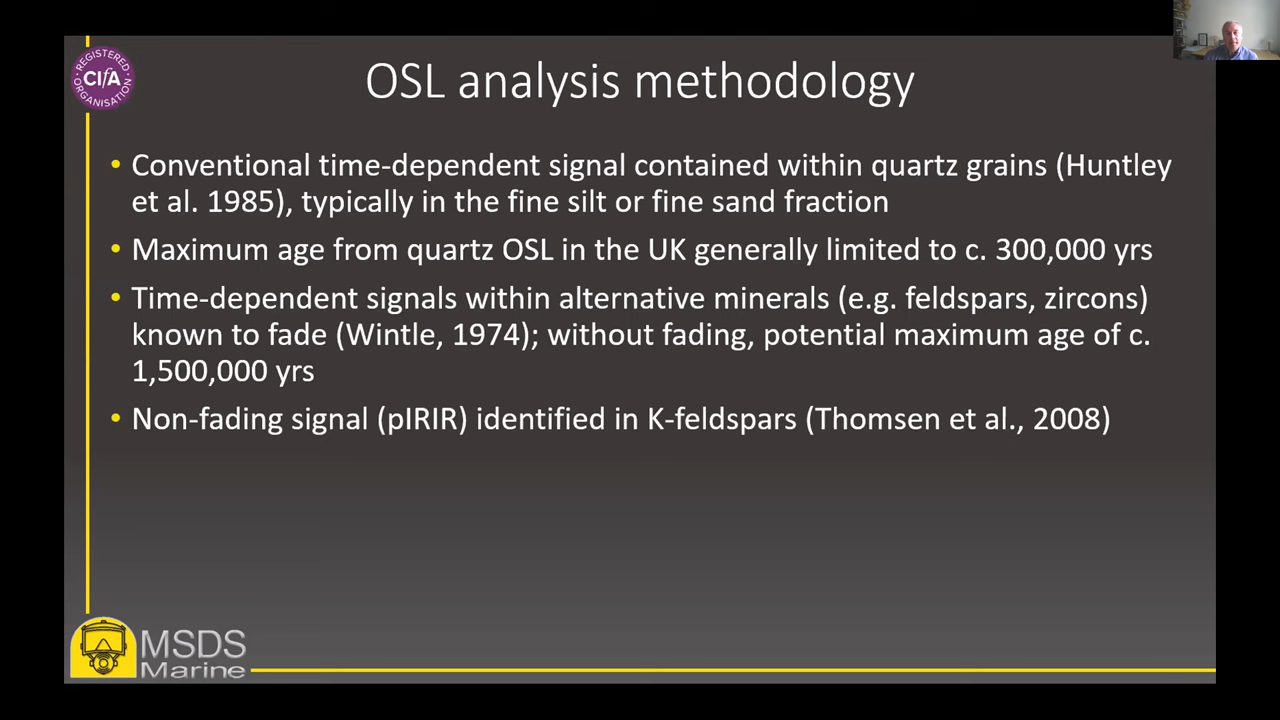 REGISTERED
CIfA
ORGANISATION
OSL analysis methodology
• Conventional time-dependent signal contained within quartz grains (Huntley
et al. 1985), typically in the fine silt or fine sand fraction
• Maximum age from quartz OSL in the UK generally limited to c. 300,000 yrs
• Time-dependent signals within alternative minerals (e.g. feldspars, zircons)
known to fade (Wintle, 1974); without fading, potential maximum age of c.
1,500,000 yrs
• Non-fading signal (pIRIR) identified in K-feldspars (Thomsen et al., 2008)
MSDS
Marine